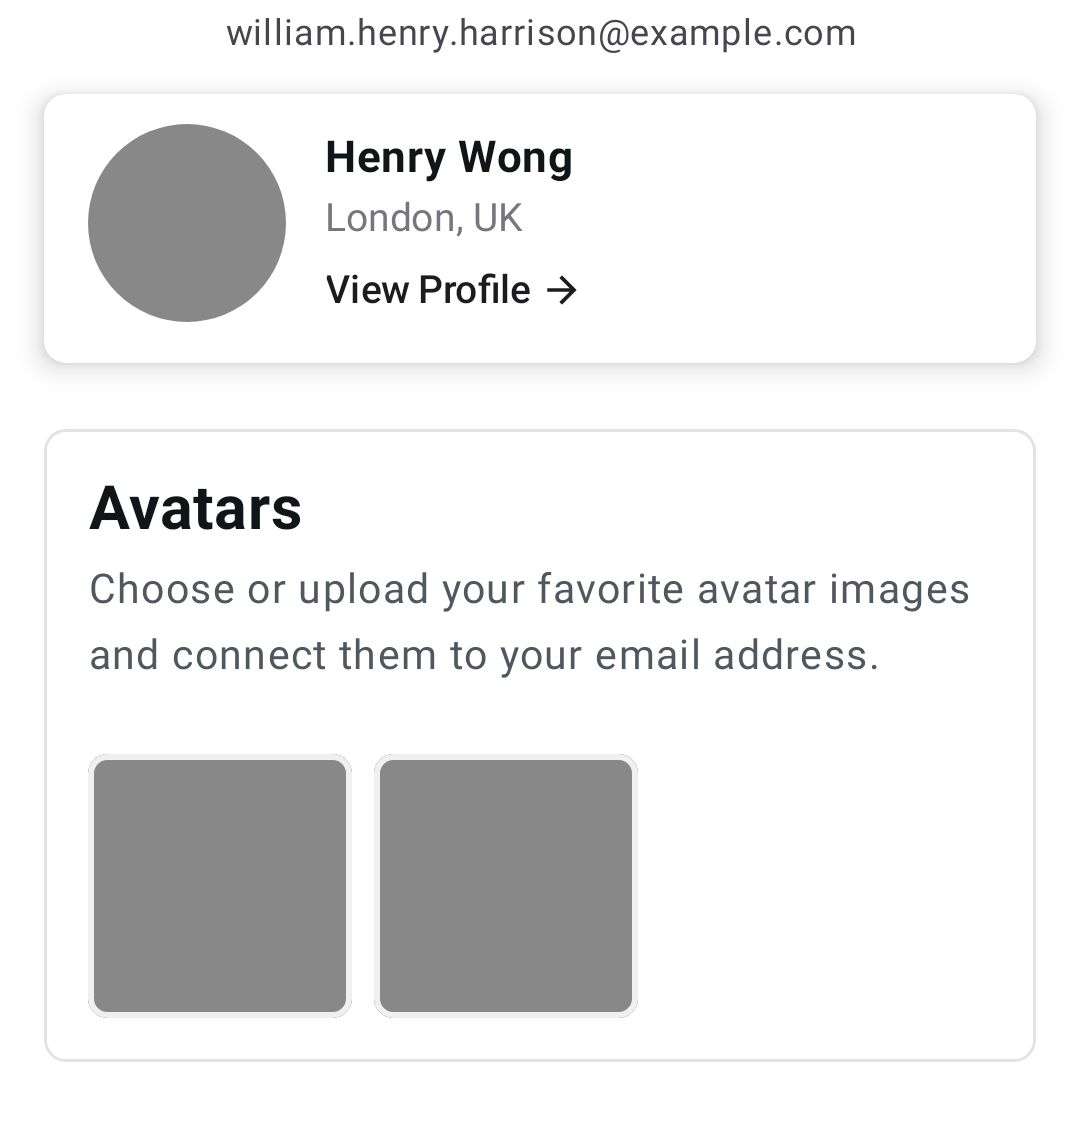 william.henry.harrison@example.com
Henry Wong
London, UK
View Profile →
Avatars
Choose or upload your favorite avatar images
and connect them to your email address.